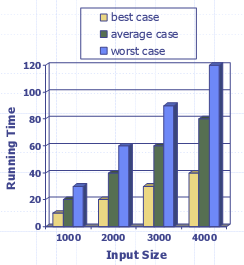 best case
average case
worst case
120
100
80
60
40
20
0
Running Time
1000 2000 3000 4000
Input Size